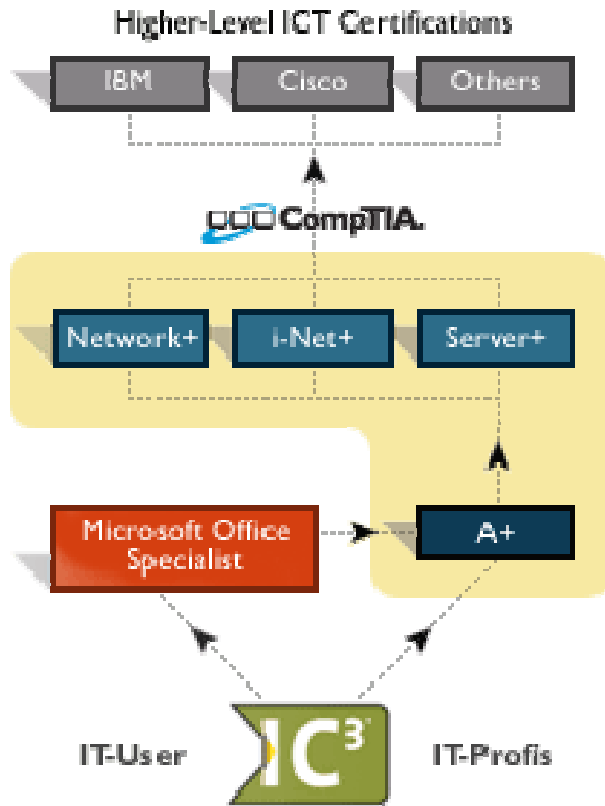 Higher-Level ICT Certifications
IBM
Cisco
Others
CompTIA.
Network+
i-Net+
Server+
Microsoft Office
Specialist
A+
IC³
IT-User
IT-Profis